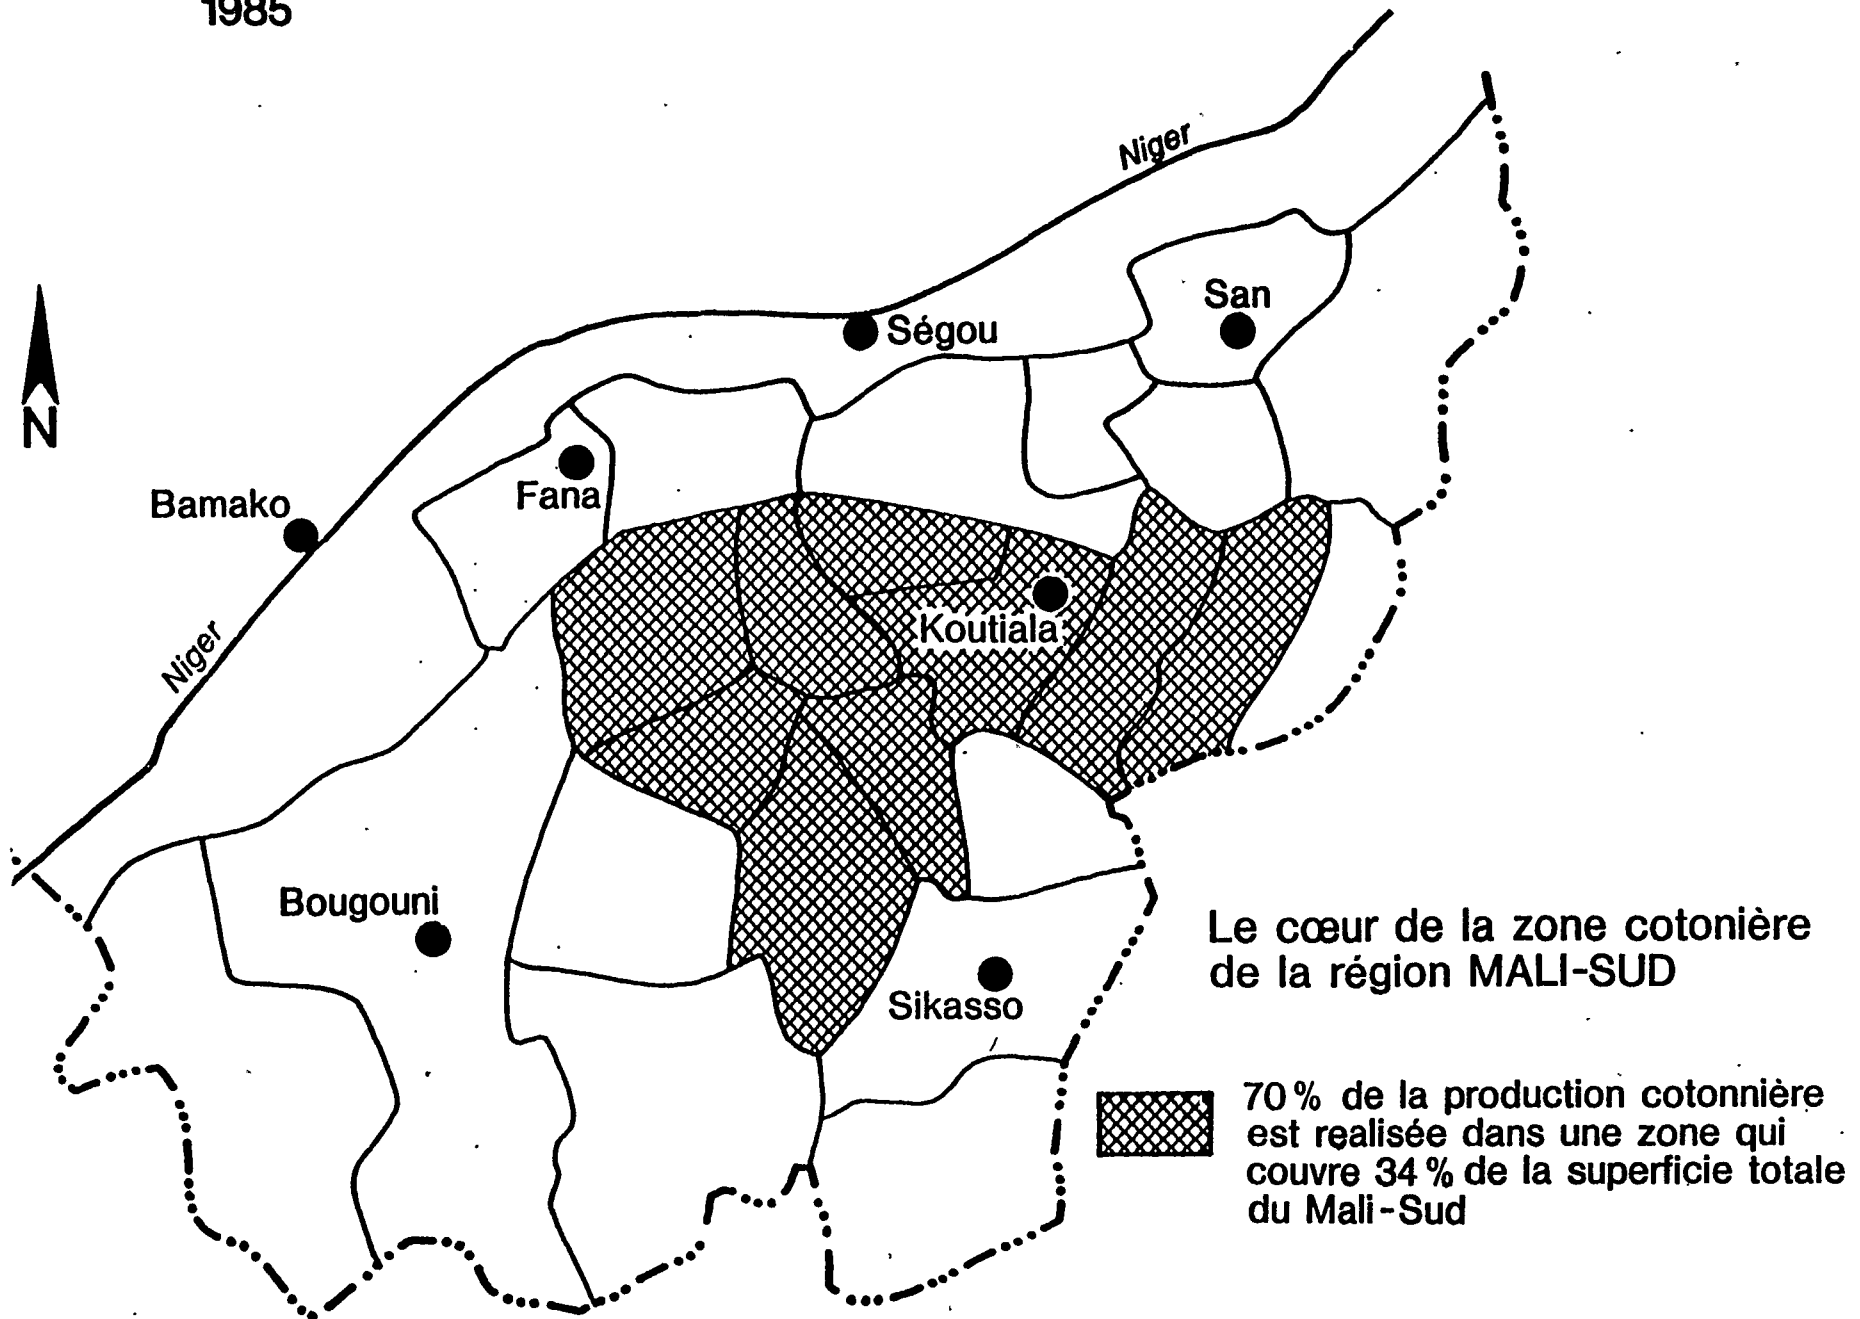 1985
Niger
San
Ségou
N
Fana
Bamako
Koutiala
Niger
Bougouni
Sikasso
Le cœur de la zone cotonière
de la région MALI-SUD
70% de la production cotonnière
est realisée dans une zone qui
couvre 34% de la superficie totale
du Mali-Sud